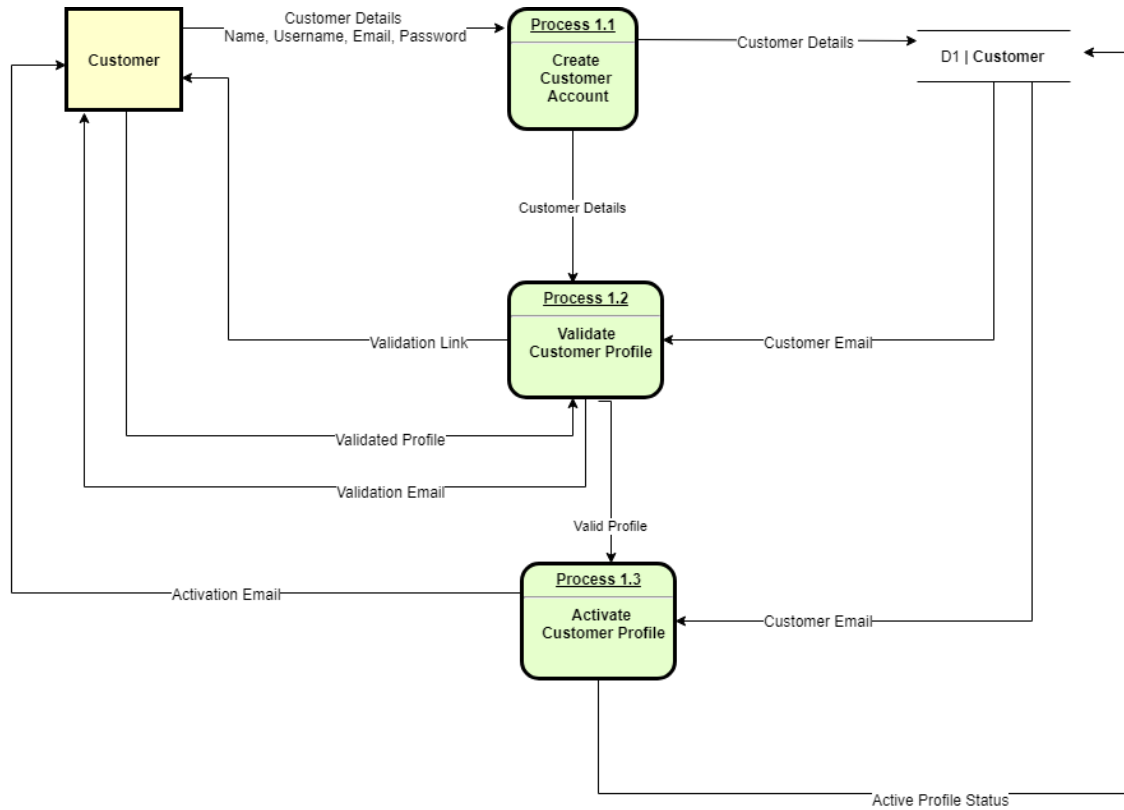 Customer
Customer Details
Name, Username, Email, Password
Process 1.1
Create
Customer
Account
Customer Details
D1 | Customer
Customer Details
Process 1.2
Validate
Customer Profile
Validation Link
Customer Email
Validated Profile
Validation Email
Valid Profile
Process 1.3
Activate
Customer Profile
Activation Email
Customer Email
Active Profile Status